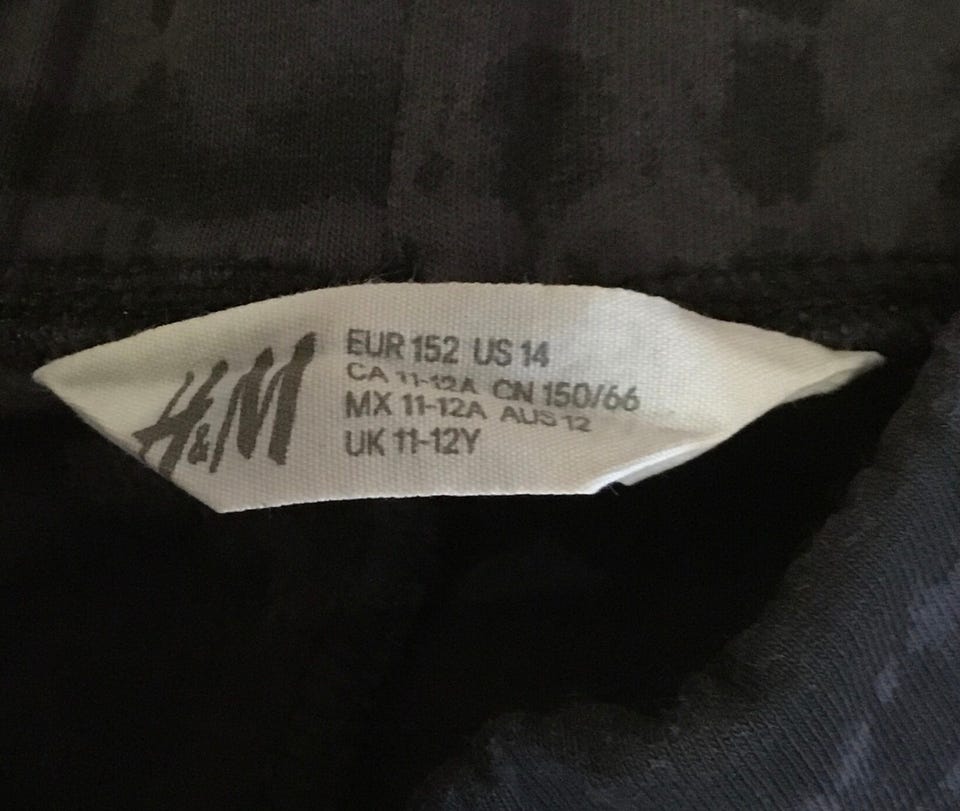 H&M
EUR 152 US 14
CA 11-12A CN 150/66
MX 11-12A AUS 12
UK 11-12Y